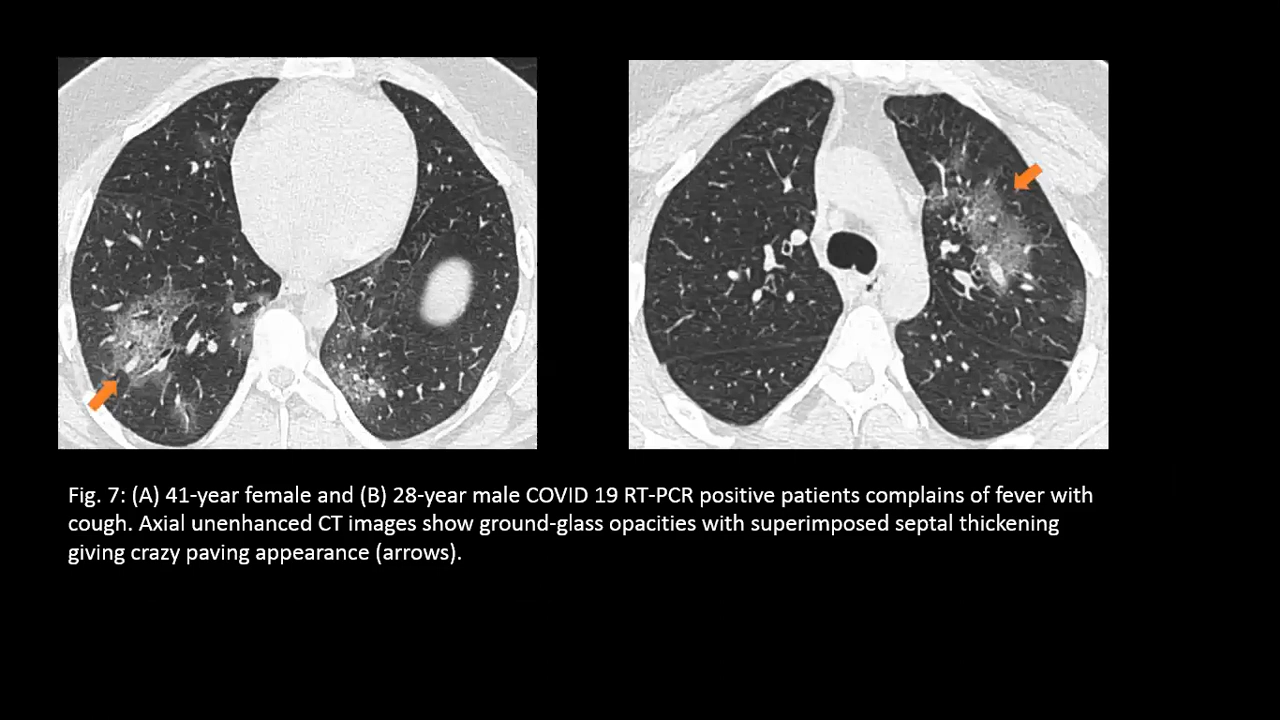 Fig. 7: (A) 41-year female and (B) 28-year male COVID 19 RT-PCR positive patients complains of fever with
cough. Axial unenhanced CT images show ground-glass opacities with superimposed septal thickening
giving crazy paving appearance (arrows).